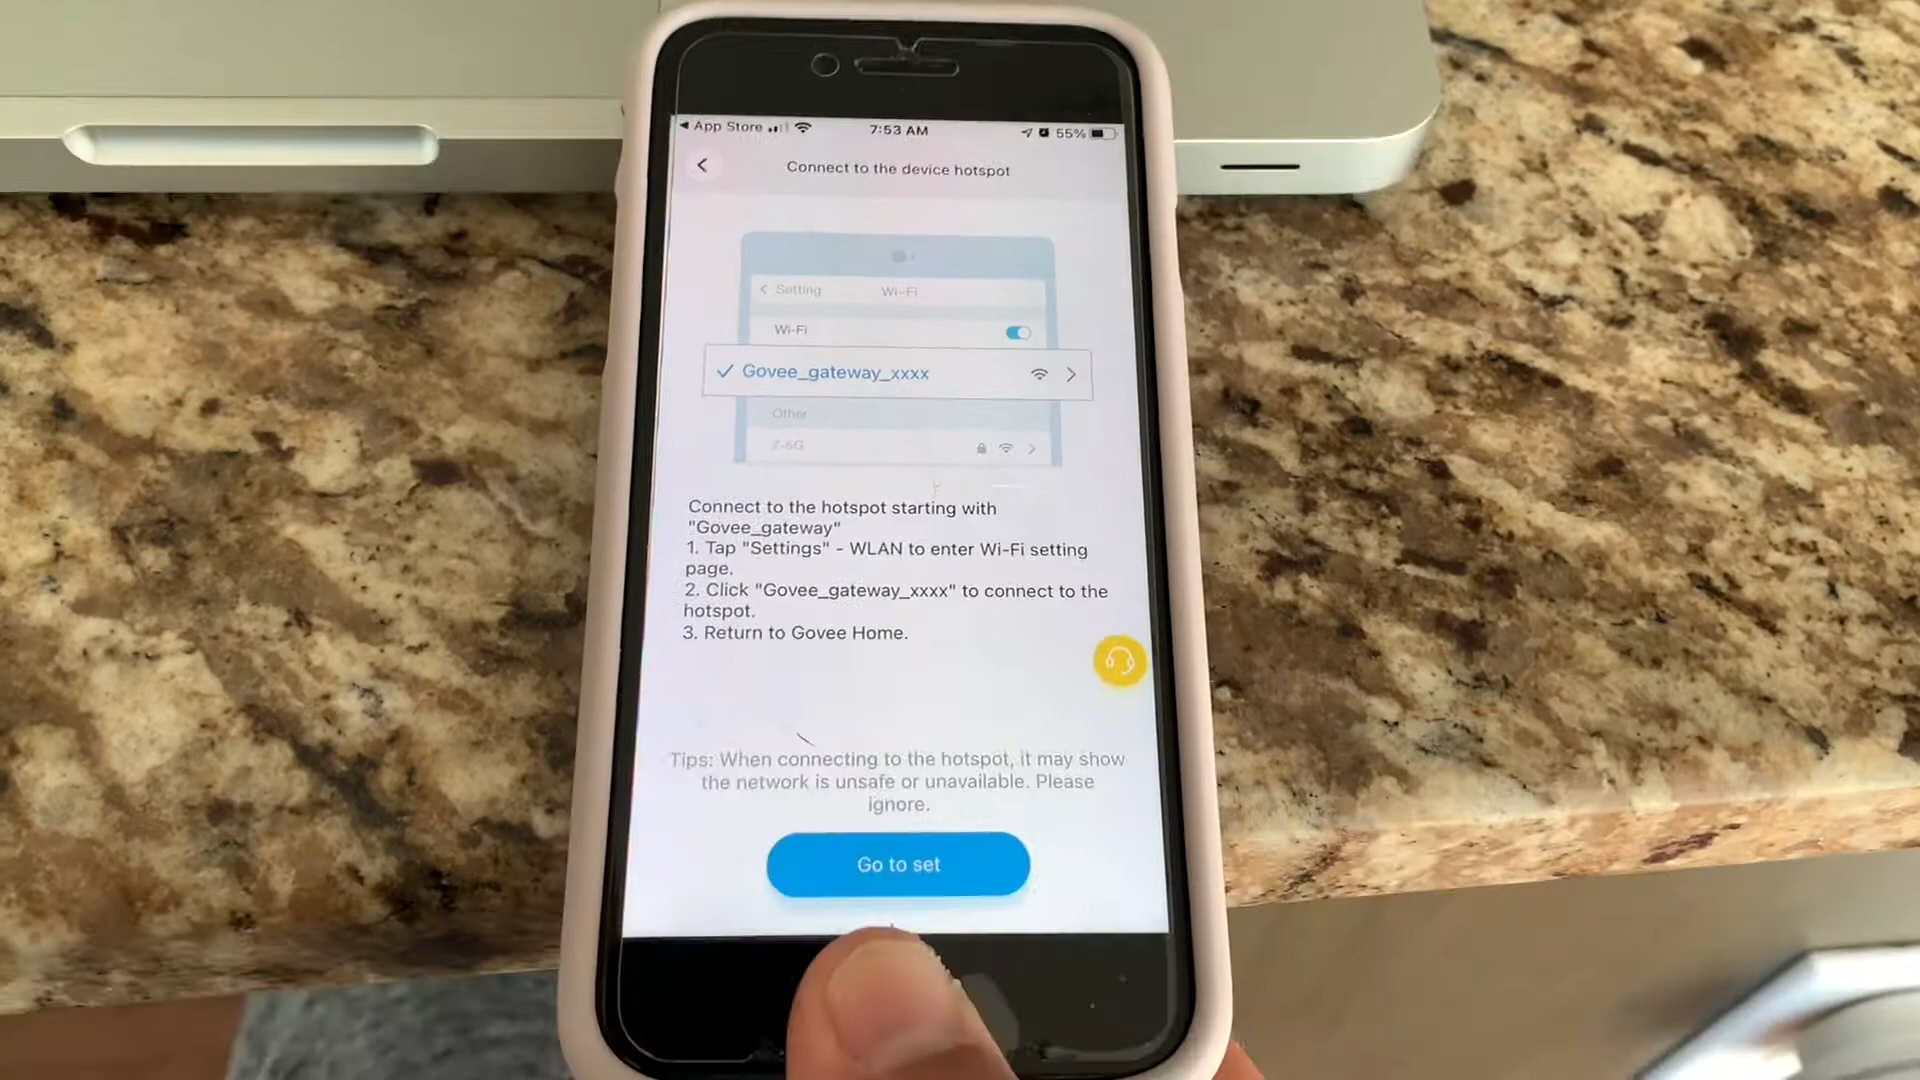 App Store
7:53 AM
55%
Connect to the device hotspot
Setting
Wi-Fi
Wi-Fi
Govee_gateway_xxxx
Other
Z-5G
Connect to the hotspot starting with
"Govee_gateway"
1. Tap "Settings" - WLAN to enter Wi-Fi setting
page.
2. Click "Govee_gateway_xxxx" to connect to the
hotspot.
3. Return to Govee Home.
Tips: When connecting to the hotspot, it may show
the network is unsafe or unavailable. Please
ignore.
Go to set